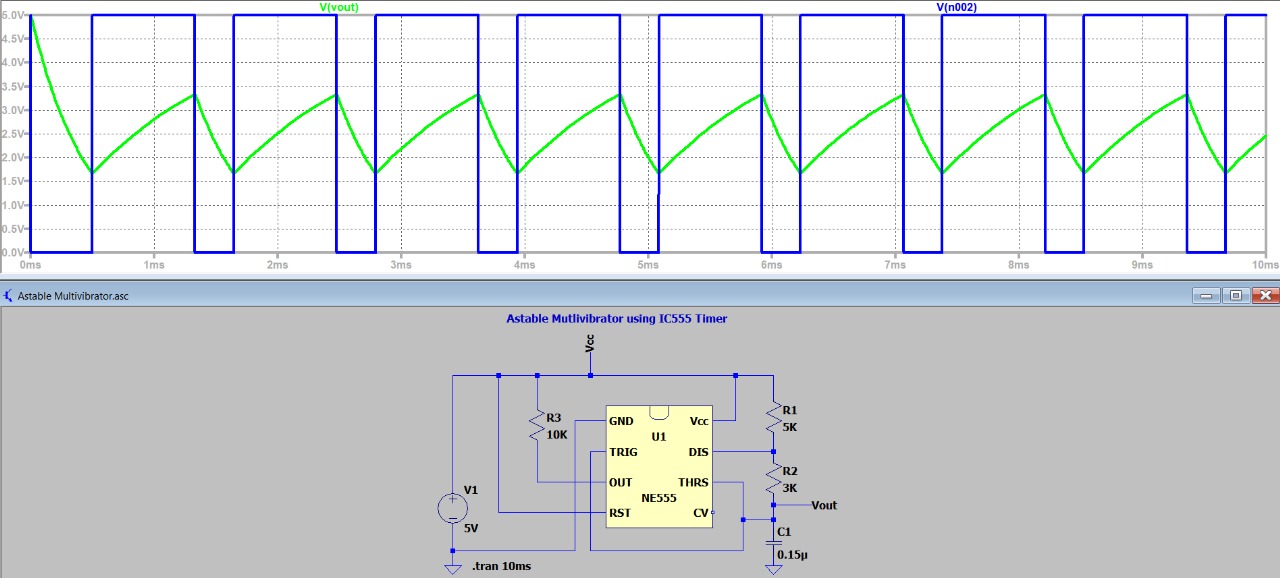 V(vout) V(n002)
5.0V
4.5V
4.0V
3.5V
3.0V
2.5V
2.0V
1.5V
1.0V
0.5V
0.0V
0ms 1ms 2ms 3ms 4ms 5ms 6ms 7ms 8ms 9ms 10ms
Astable Multivibrator.asc
Astable Mutlivibrator using IC555 Timer
Vcc
R3
10K
GND Vcc
U1
TRIG DIS
OUT THRS
NE555
RST CV
R1
5K
R2
3K
Vout
V1
5V
C1
0.15µ
.tran 10ms